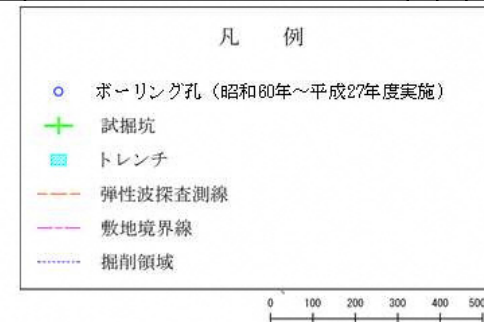 凡 例
ボーリング孔（昭和60年～平成27年度実施）
試掘坑
トレンチ
弾性波探査測線
敷地境界線
掘削領域
0 100 200 300 400 500